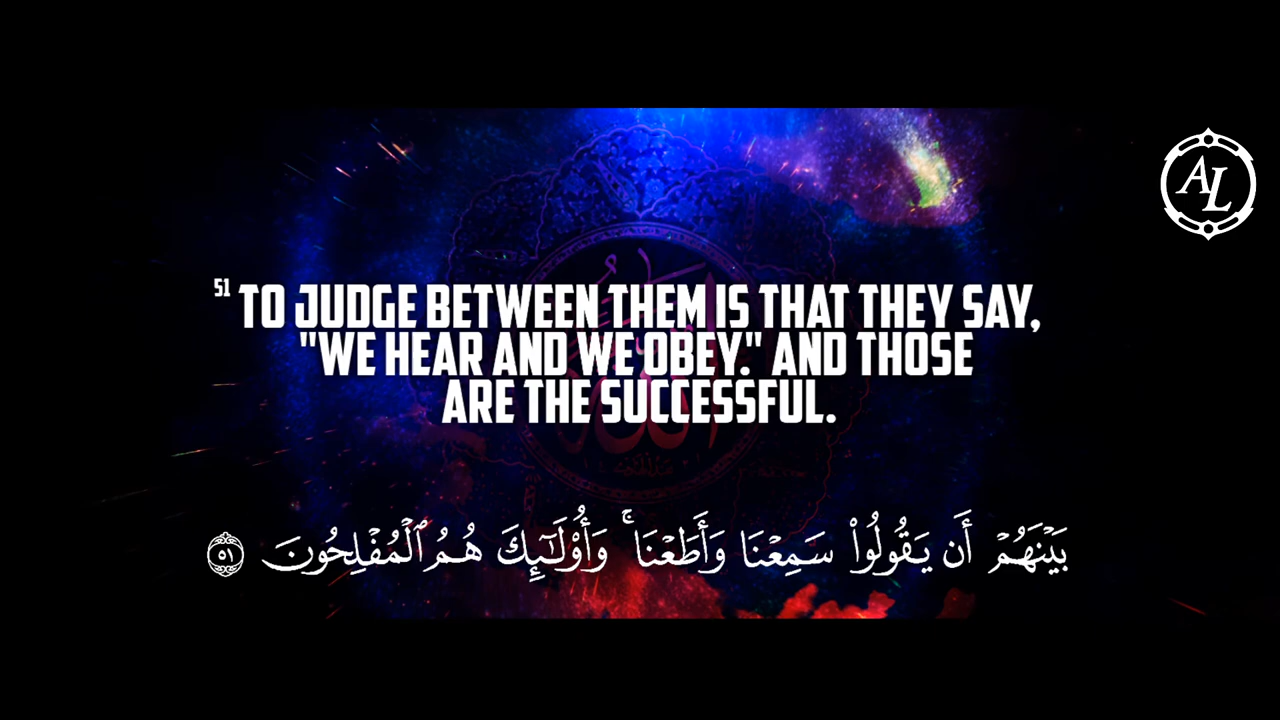 AL
51 TO JUDGE BETWEEN THEM IS THAT THEY SAY,
"WE HEAR AND WE OBEY." AND THOSE
ARE THE SUCCESSFUL.
الله
بَيْنَهُمْ أَن يَقُولُوا۟ سَمِعْنَا وَأَطَعْنَا ۚ وَأُو۟لَـٰٓئِكَ هُمُ ٱلْمُفْلِحُونَ ٥١